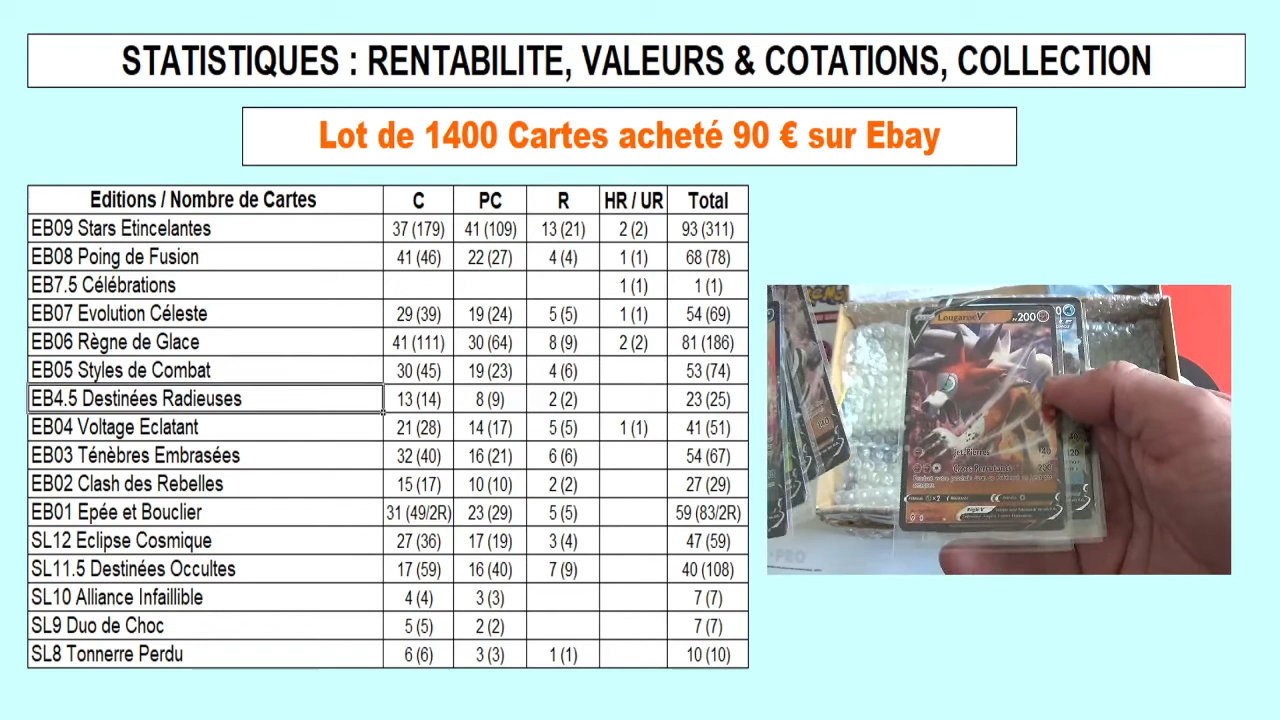 STATISTIQUES : RENTABILITE, VALEURS & COTATIONS, COLLECTION
Lot de 1400 Cartes acheté 90 € sur Ebay
Editions / Nombre de Cartes C PC R HR / UR Total
EB09 Stars Etincelantes 37 (179) 41 (109) 13 (21) 2 (2) 93 (311)
EB08 Poing de Fusion 41 (46) 22 (27) 4 (4) 1 (1) 68 (78)
EB7.5 Célébrations 1 (1) 1 (1)
EB07 Evolution Céleste 29 (39) 19 (24) 5 (5) 1 (1) 54 (69)
EB06 Règne de Glace 41 (111) 30 (64) 8 (9) 2 (2) 81 (186)
EB05 Styles de Combat 30 (45) 19 (23) 4 (6) 53 (74)
EB4.5 Destinées Radieuses 13 (14) 8 (9) 2 (2) 23 (25)
EB04 Voltage Eclatant 21 (28) 14 (17) 5 (5) 1 (1) 41 (51)
EB03 Ténèbres Embrasées 32 (40) 16 (21) 6 (6) 54 (67)
EB02 Clash des Rebelles 15 (17) 10 (10) 2 (2) 27 (29)
EB01 Epée et Bouclier 31 (49/2R) 23 (29) 5 (5) 59 (83/2R)
SL12 Eclipse Cosmique 27 (36) 17 (19) 3 (4) 47 (59)
SL11.5 Destinées Occultes 17 (59) 16 (40) 7 (9) 40 (108)
SL10 Alliance Infaillible 4 (4) 3 (3) 7 (7)
SL9 Duo de Choc 5 (5) 2 (2) 7 (7)
SL8 Tonnerre Perdu 6 (6) 3 (3) 1 (1) 10 (10)
Lougaroc V 200
Jet-Pierres 40